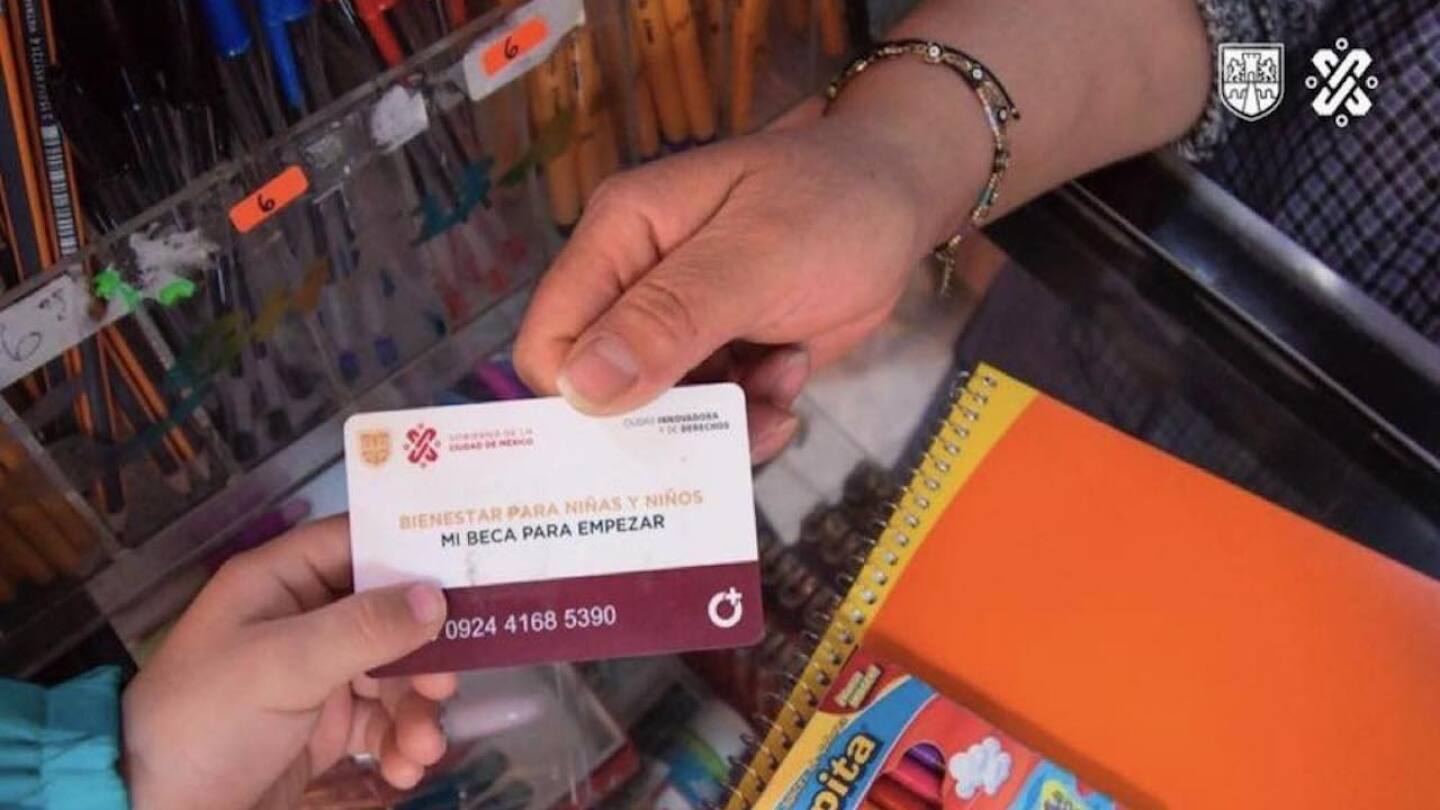 6
6
6
GOBIERNO DE LA
CIUDAD DE MÉXICO
CIUDAD INNOVADORA
Y DE DERECHOS
BIENESTAR PARA NIÑAS Y NIÑOS
MI BECA PARA EMPEZAR
0924 4168 5390
pita